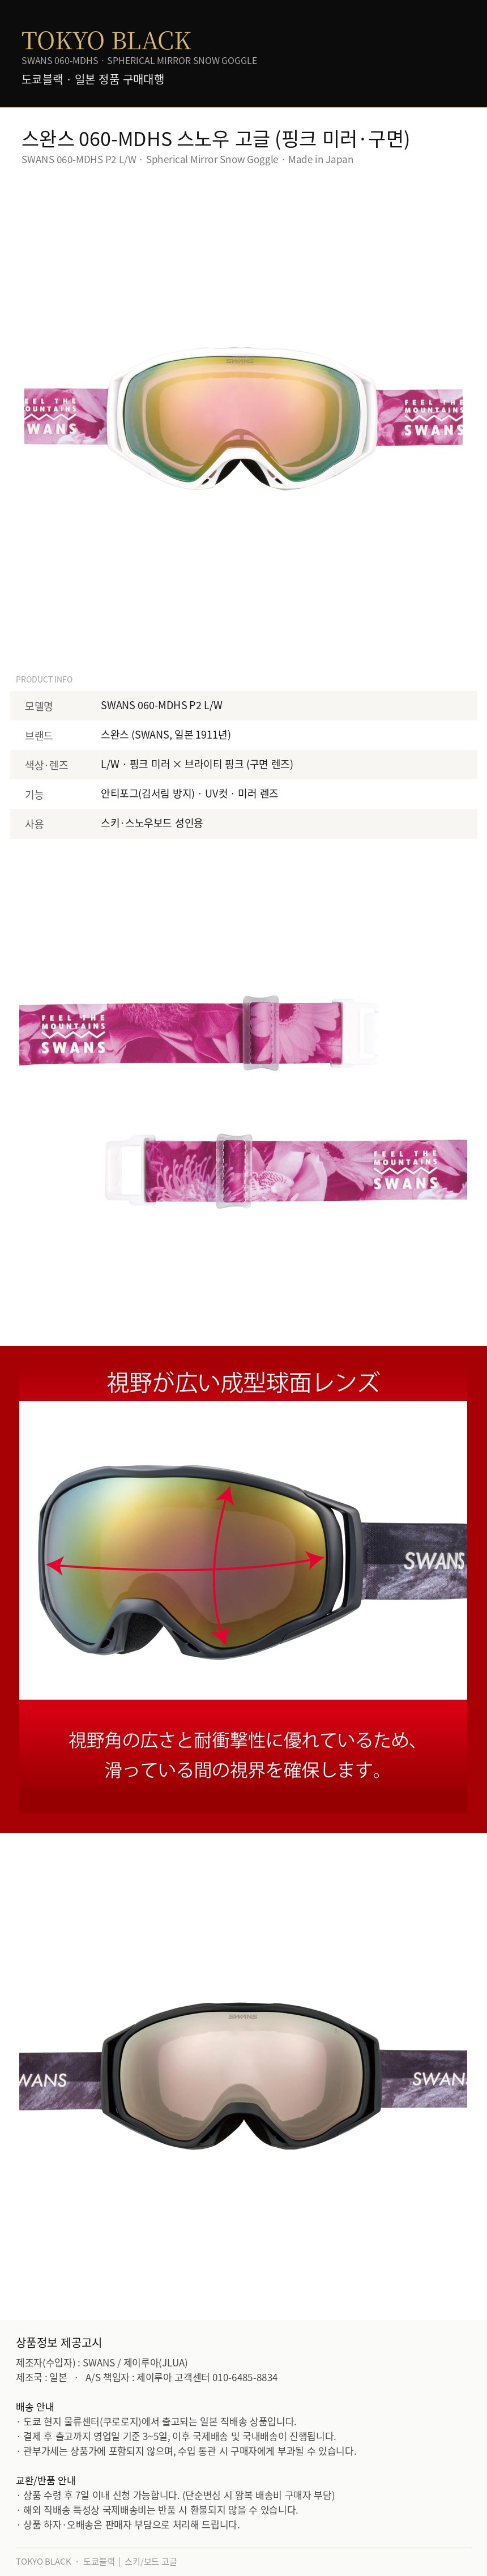 TOKYO BLACK
SWANS 060-MDHS · SPHERICAL MIRROR SNOW GOGGLE
도쿄블랙 · 일본 정품 구매대행
스완스 060-MDHS 스노우 고글 (핑크 미러·구면)
SWANS 060-MDHS P2 L/W · Spherical Mirror Snow Goggle · Made in Japan
SWANS
EEL THE
OUNTAINS
WANS
FEEL THE
MOUNTAINS
SWANS
PRODUCT INFO
모델명 SWANS 060-MDHS P2 L/W
브랜드 스완스 (SWANS, 일본 1911년)
색상·렌즈 L/W · 핑크 미러 × 브라이티 핑크 (구면 렌즈)
기능 안티포그(김서림 방지) · UV컷 · 미러 렌즈
사용 스키·스노우보드 성인용
FEEL THE
MOUNTAINS
SWANS
FEEL THE
MOUNTAINS
SWANS
視野が広い成型球面レンズ
SWANS
視野角の広さと耐衝撃性に優れているため、
滑っている間の視界を確保します。
SWANS
WANS
SWANS
상품정보 제공고시
제조자(수입자) : SWANS / 제이루아(JLUA)
제조국 : 일본 · A/S 책임자 : 제이루아 고객센터 010-6485-8834
배송 안내
· 도쿄 현지 물류센터(쿠로로지)에서 출고되는 일본 직배송 상품입니다.
· 결제 후 출고까지 영업일 기준 3~5일, 이후 국제배송 및 국내배송이 진행됩니다.
· 관부가세는 상품가에 포함되지 않으며, 수입 통관 시 구매자에게 부과될 수 있습니다.
교환/반품 안내
· 상품 수령 후 7일 이내 신청 가능합니다. (단순변심 시 왕복 배송비 구매자 부담)
· 해외 직배송 특성상 국제배송비는 반품 시 환불되지 않을 수 있습니다.
· 상품 하자·오배송은 판매자 부담으로 처리해 드립니다.
TOKYO BLACK · 도쿄블랙 | 스키/보드 고글